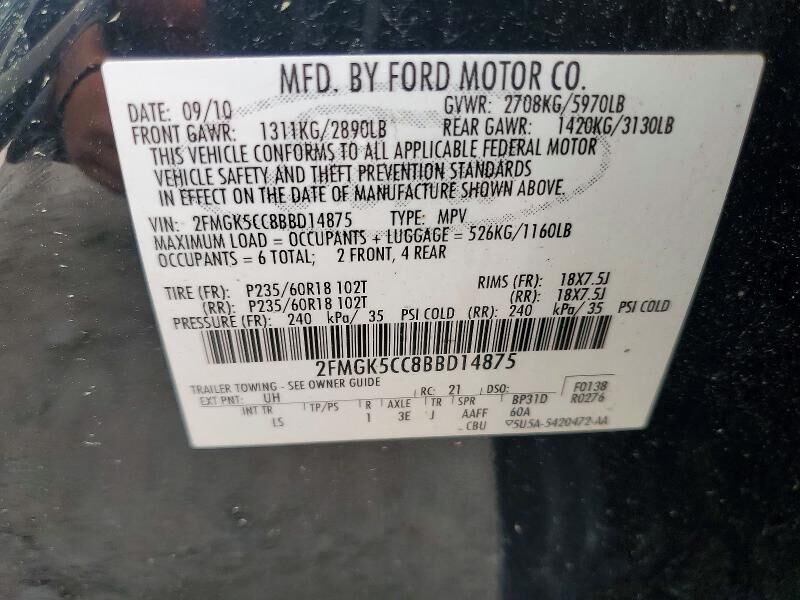 MFD. BY FORD MOTOR CO.
DATE: 09/10 GVWR: 2708KG/5970LB
FRONT GAWR: 1311KG/2890LB REAR GAWR: 1420KG/3130LB
THIS VEHICLE CONFORMS TO ALL APPLICABLE FEDERAL MOTOR
VEHICLE SAFETY AND THEFT PREVENTION STANDARDS
IN EFFECT ON THE DATE OF MANUFACTURE SHOWN ABOVE.
VIN: 2FMGK5CC8BBD14875 TYPE: MPV
MAXIMUM LOAD = OCCUPANTS + LUGGAGE = 526KG/1160LB
OCCUPANTS = 6 TOTAL; 2 FRONT, 4 REAR
TIRE (FR): P235/60R18 102T RIMS (FR): 18X7.5J
(RR): P235/60R18 102T (RR): 18X7.5J
PRESSURE (FR): 240 kPa/ 35 PSI COLD (RR): 240 kPa/ 35 PSI COLD
2FMGK5CC8BBD14875
TRAILER TOWING - SEE OWNER GUIDE
EXT PNT: UH RC: 21 DSO: F0138
INT TR TP/PS R AXLE TR SPR BP31D R0276
LS 1 3E J AAFF 60A
CBU 5U5A-5420472-AA